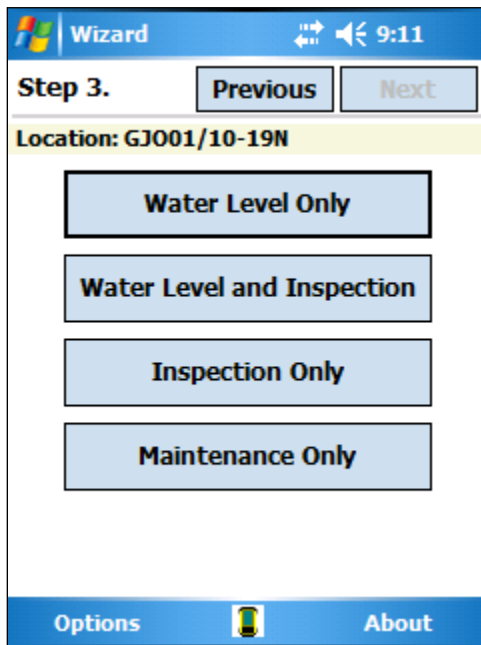 Wizard 9:11
Step 3. Previous Next
Location: GJO01/10-19N
Water Level Only
Water Level and Inspection
Inspection Only
Maintenance Only
Options About